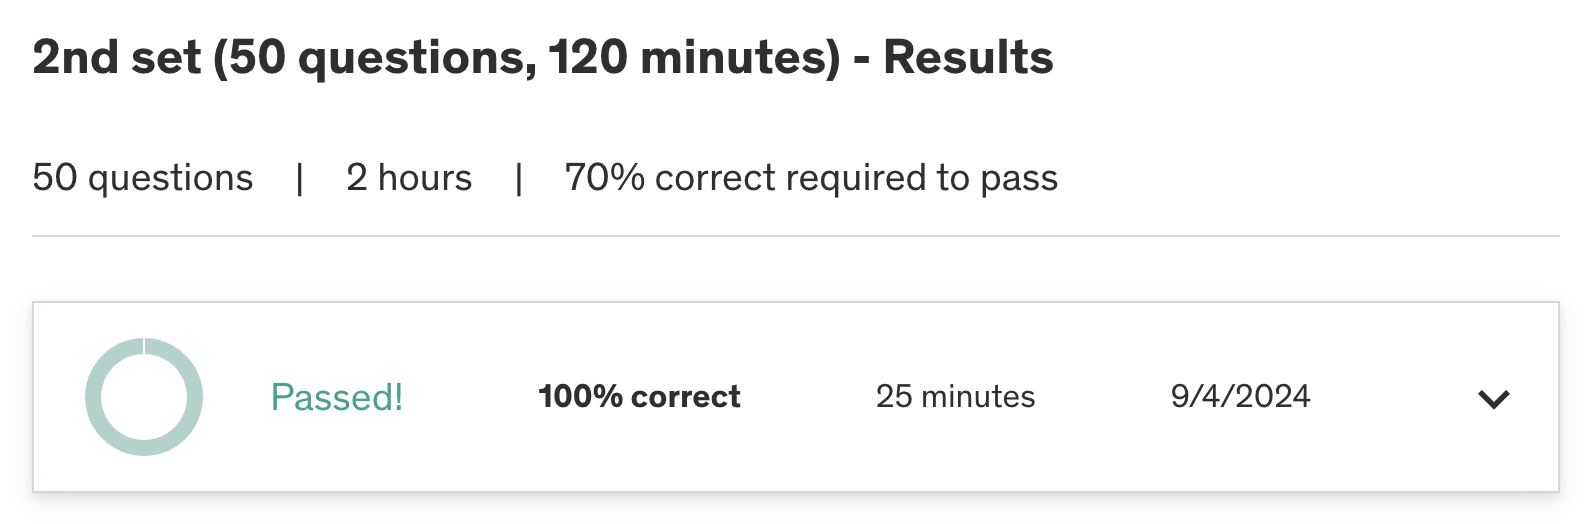 2nd set (50 questions, 120 minutes) - Results
50 questions | 2 hours | 70% correct required to pass
Passed! 100% correct 25 minutes 9/4/2024